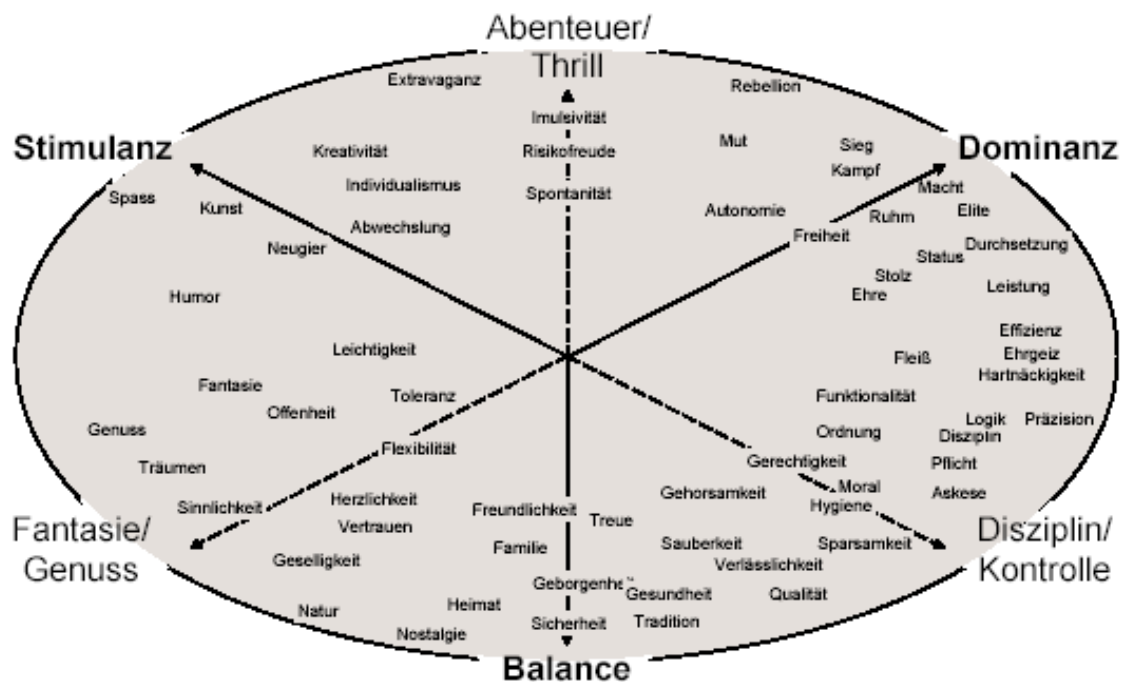 Abenteuer/
Thrill
Extravaganz
Rebellion
Imulsivität
Stimulanz
Kreativität
Risikofreude
Mut
Sieg
Dominanz
Kampf
Individualismus
Macht
Spass
Kunst
Spontanität
Autonomie
Ruhm
Elite
Abwechslung
Freiheit
Neugier
Durchsetzung
Status
Stolz
Humor
Ehre
Leistung
Effizienz
Leichtigkeit
Fleiß
Ehrgeiz
Hartnäckigkeit
Fantasie
Toleranz
Funktionalität
Offenheit
Logik
Präzision
Genuss
Ordnung
Disziplin
Flexibilität
Träumen
Gerechtigkeit
Pflicht
Herzlichkeit
Gehorsamkeit
Moral
Askese
Sinnlichkeit
Freundlichkeit
Hygiene
Fantasie/
Genuss
Vertrauen
Treue
Disziplin/
Kontrolle
Geselligkeit
Familie
Sauberkeit
Sparsamkeit
Verlässlichkeit
Geborgenhe
Gesundheit
Qualität
Natur
Heimat
Nostalgie
Sicherheit
Tradition
Balance